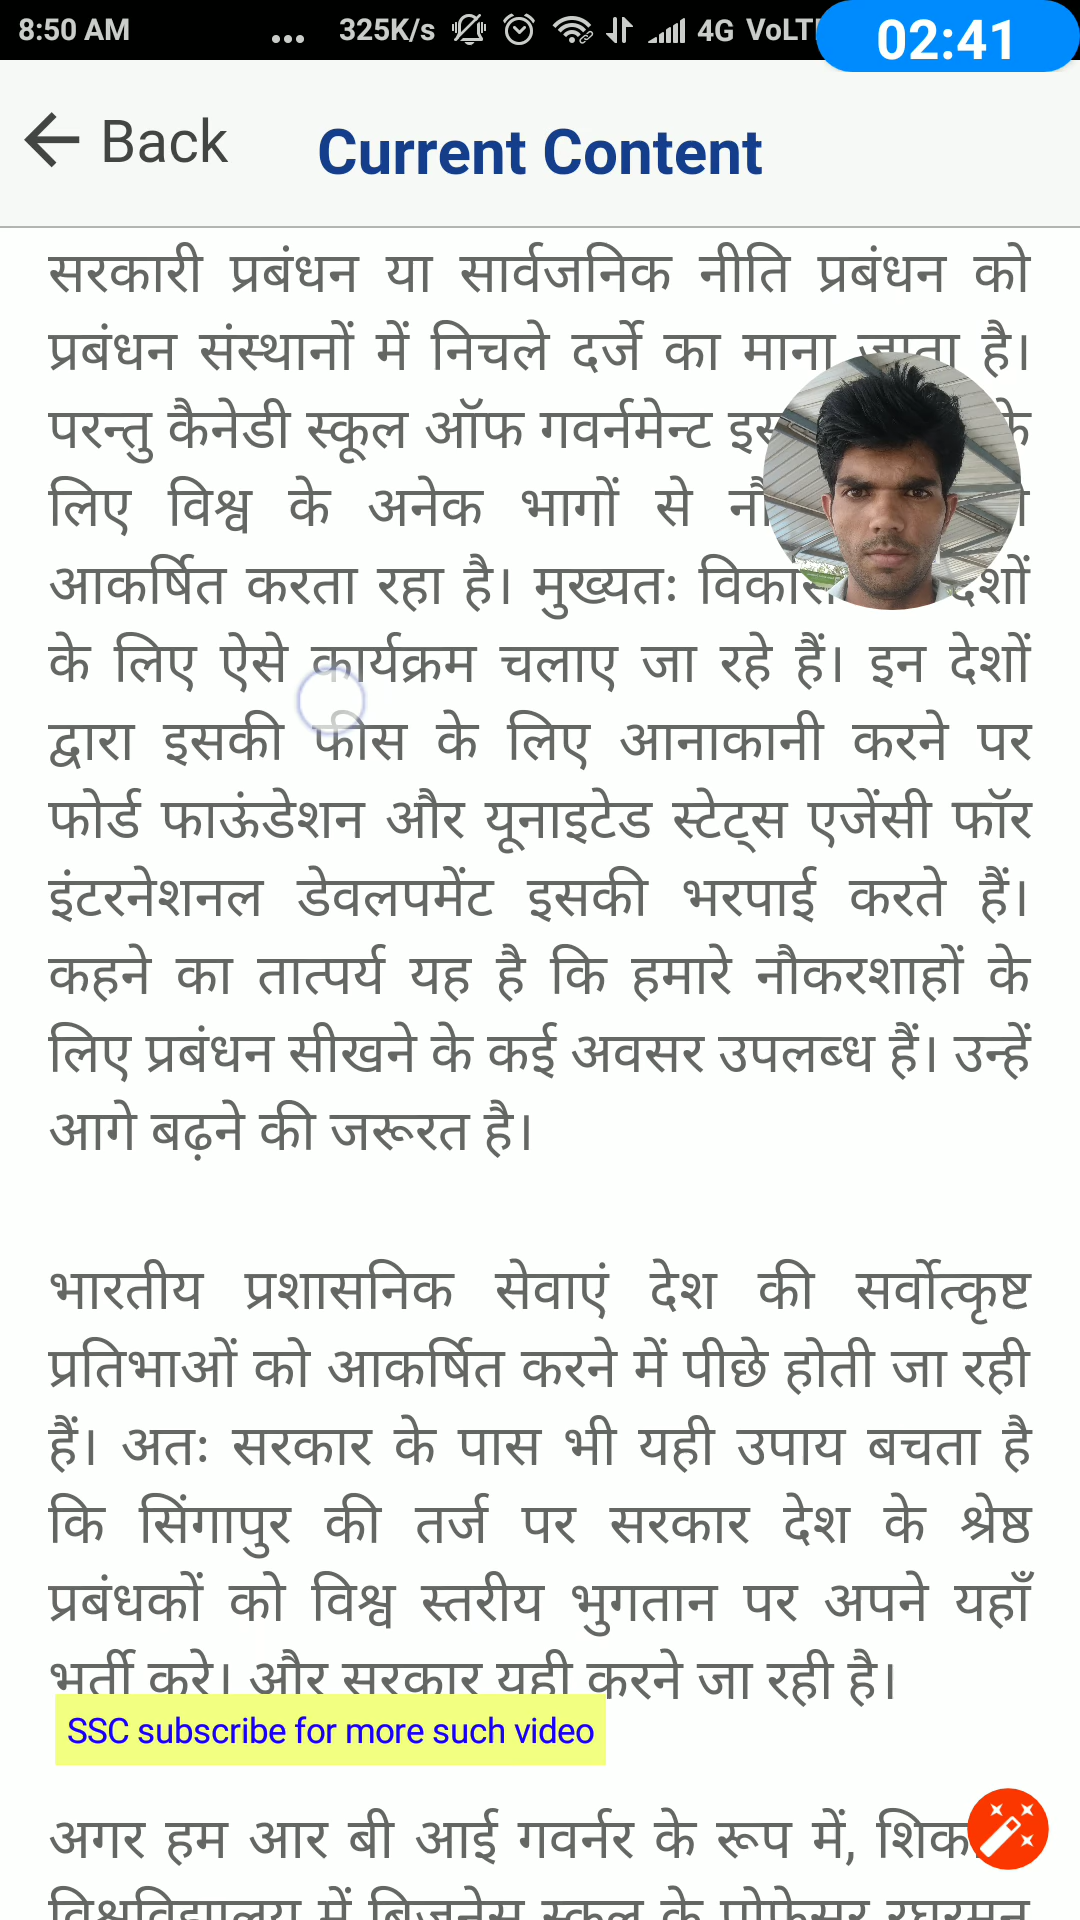 8:50 AM ... 325K/s 4G VoLT 02:41
← Back Current Content
सरकारी प्रबंधन या सार्वजनिक नीति प्रबंधन को
प्रबंधन संस्थानों में निचले दर्जे का माना जाता है।
परन्तु कैनेडी स्कूल ऑफ गवर्नमेन्ट
लिए विश्व के अनेक भागों से
आकर्षित करता रहा है। मुख्यतः देशों
के लिए ऐसे कार्यक्रम चलाए जा रहे हैं। इन देशों
द्वारा इसकी फीस के लिए आनाकानी करने पर
फोर्ड फाऊंडेशन और यूनाइटेड स्टेट्स एजेंसी फॉर
इंटरनेशनल डेवलपमेंट इसकी भरपाई करते हैं।
कहने का तात्पर्य यह है कि हमारे नौकरशाहों के
लिए प्रबंधन सीखने के कई अवसर उपलब्ध हैं। उन्हें
आगे बढ़ने की जरूरत है।
भारतीय प्रशासनिक सेवाएं देश की सर्वोत्कृष्ट
प्रतिभाओं को आकर्षित करने में पीछे होती जा रही
हैं। अतः सरकार के पास भी यही उपाय बचता है
कि सिंगापुर की तर्ज पर सरकार देश के श्रेष्ठ
प्रबंधकों को विश्व स्तरीय भुगतान पर अपने यहाँ
भर्ती करे। और सरकार यही करने जा रही है।
SSC subscribe for more such video
अगर हम आर बी आई गवर्नर के रूप में,
विश्वविद्यालय में बिजनेस स्कूल के प्रोफेसर